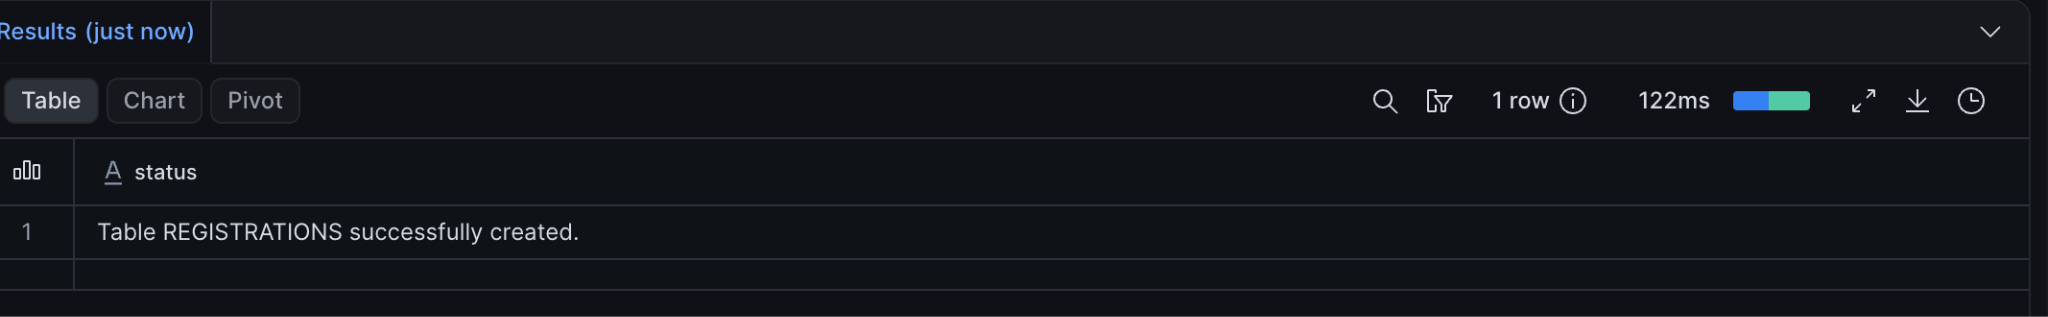 Results (just now)
Table Chart Pivot 1 row 122ms
A status
1 Table REGISTRATIONS successfully created.